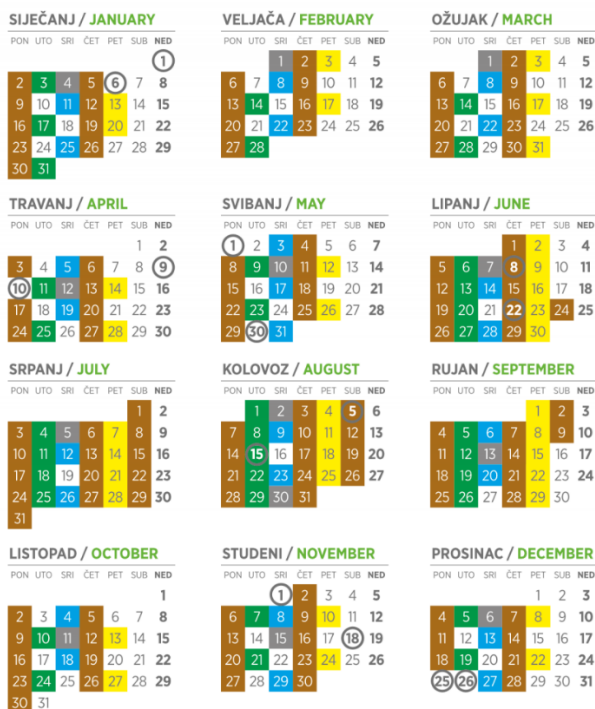 SIJEČANJ / JANUARY
PON UTO SRI ČET PET SUB NED
1
2 3 4 5 6 7 8
9 10 11 12 13 14 15
16 17 18 19 20 21 22
23 24 25 26 27 28 29
30 31
VELJAČA / FEBRUARY
PON UTO SRI ČET PET SUB NED
1 2 3 4 5
6 7 8 9 10 11 12
13 14 15 16 17 18 19
20 21 22 23 24 25 26
27 28
OŽUJAK / MARCH
PON UTO SRI ČET PET SUB NED
1 2 3 4 5
6 7 8 9 10 11 12
13 14 15 16 17 18 19
20 21 22 23 24 25 26
27 28 29 30 31
TRAVANJ / APRIL
PON UTO SRI ČET PET SUB NED
1 2
3 4 5 6 7 8 9
10 11 12 13 14 15 16
17 18 19 20 21 22 23
24 25 26 27 28 29 30
SVIBANJ / MAY
PON UTO SRI ČET PET SUB NED
1 2 3 4 5 6 7
8 9 10 11 12 13 14
15 16 17 18 19 20 21
22 23 24 25 26 27 28
29 30 31
LIPANJ / JUNE
PON UTO SRI ČET PET SUB NED
1 2 3 4
5 6 7 8 9 10 11
12 13 14 15 16 17 18
19 20 21 22 23 24 25
26 27 28 29 30
SRPANJ / JULY
PON UTO SRI ČET PET SUB NED
1 2
3 4 5 6 7 8 9
10 11 12 13 14 15 16
17 18 19 20 21 22 23
24 25 26 27 28 29 30
31
KOLOVOZ / AUGUST
PON UTO SRI ČET PET SUB NED
1 2 3 4 5 6
7 8 9 10 11 12 13
14 15 16 17 18 19 20
21 22 23 24 25 26 27
28 29 30 31
RUJAN / SEPTEMBER
PON UTO SRI ČET PET SUB NED
1 2 3
4 5 6 7 8 9 10
11 12 13 14 15 16 17
18 19 20 21 22 23 24
25 26 27 28 29 30
LISTOPAD / OCTOBER
PON UTO SRI ČET PET SUB NED
1
2 3 4 5 6 7 8
9 10 11 12 13 14 15
16 17 18 19 20 21 22
23 24 25 26 27 28 29
30 31
STUDENI / NOVEMBER
PON UTO SRI ČET PET SUB NED
1 2 3 4 5
6 7 8 9 10 11 12
13 14 15 16 17 18 19
20 21 22 23 24 25 26
27 28 29 30
PROSINAC / DECEMBER
PON UTO SRI ČET PET SUB NED
1 2 3
4 5 6 7 8 9 10
11 12 13 14 15 16 17
18 19 20 21 22 23 24
25 26 27 28 29 30 31